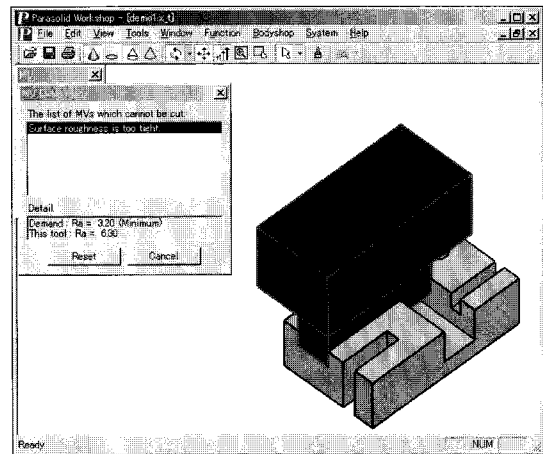 Parasolid Workshop - [demo1.x_t]
File Edit View Tools Window Function Bodyshop System Help
The list of MVs which cannot be cut.
Surface roughness is too tight.
Detail
Demand : Ra = 3.20 (Minimum)
This tool : Ra = 6.30
Reset Cancel
Ready NUM